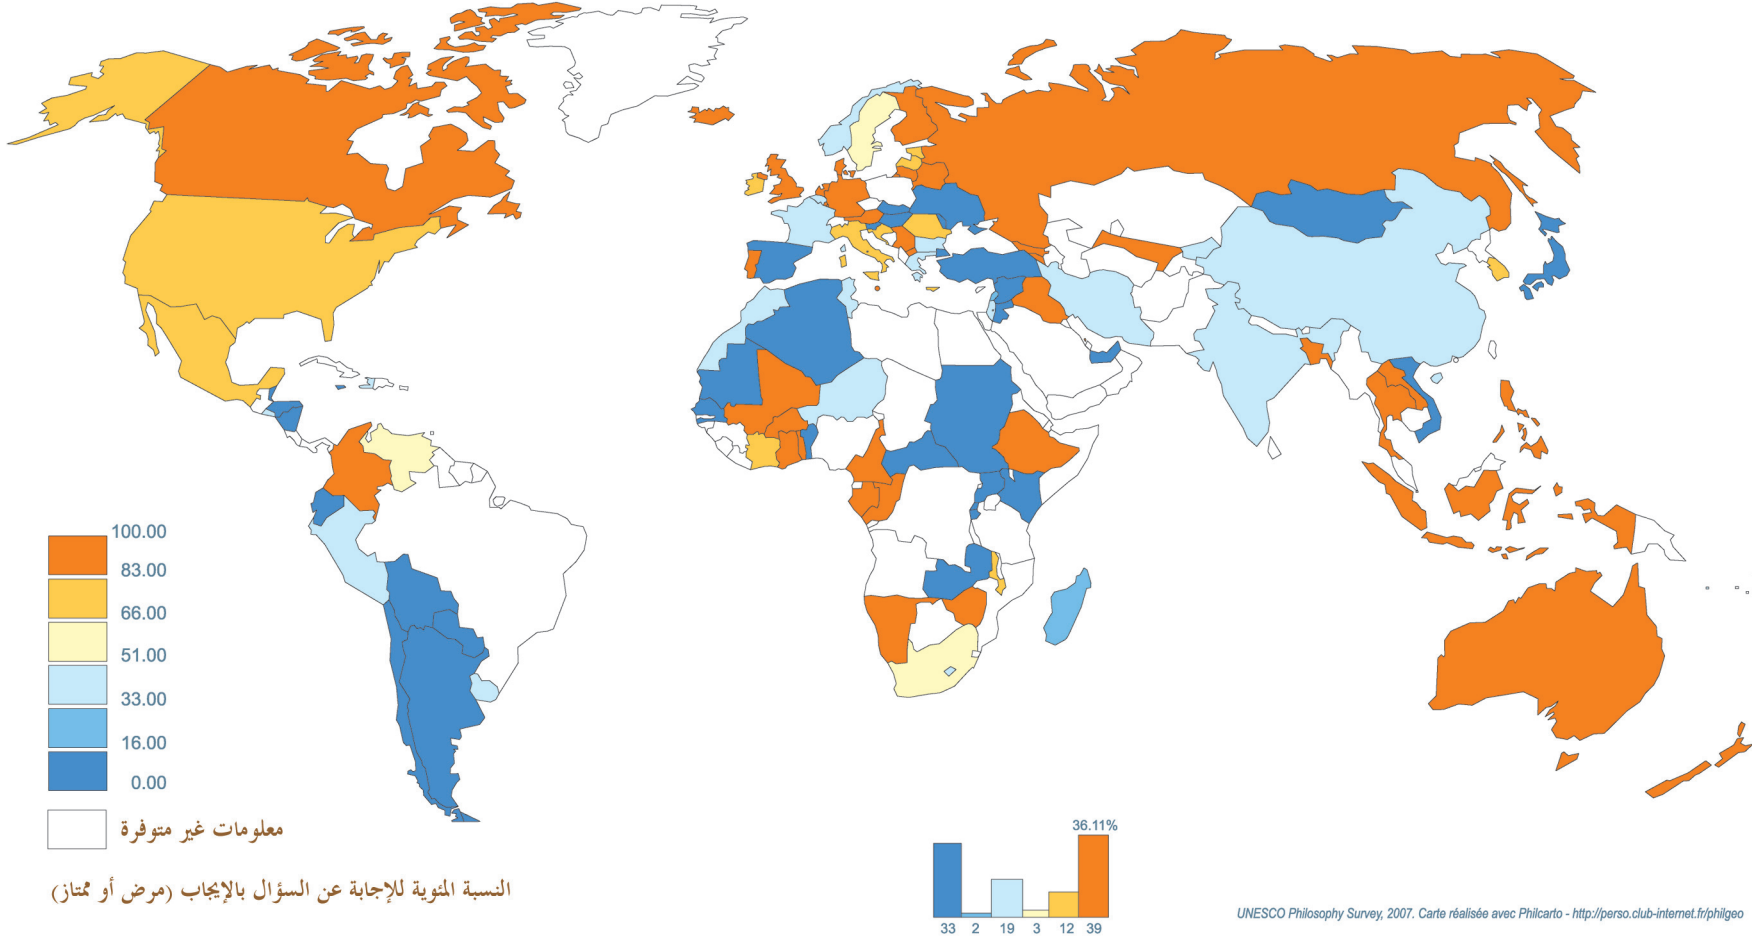 100.00
83.00
66.00
51.00
33.00
16.00
0.00
معلومات غير متوفرة
النسبة المئوية للإجابة عن السؤال بالإيجاب (مرض أو ممتاز)
36.11%
33 2 19 3 12 39
UNESCO Philosophy Survey, 2007. Carte réalisée avec Philcarto - http://perso.club-internet.fr/philgeo